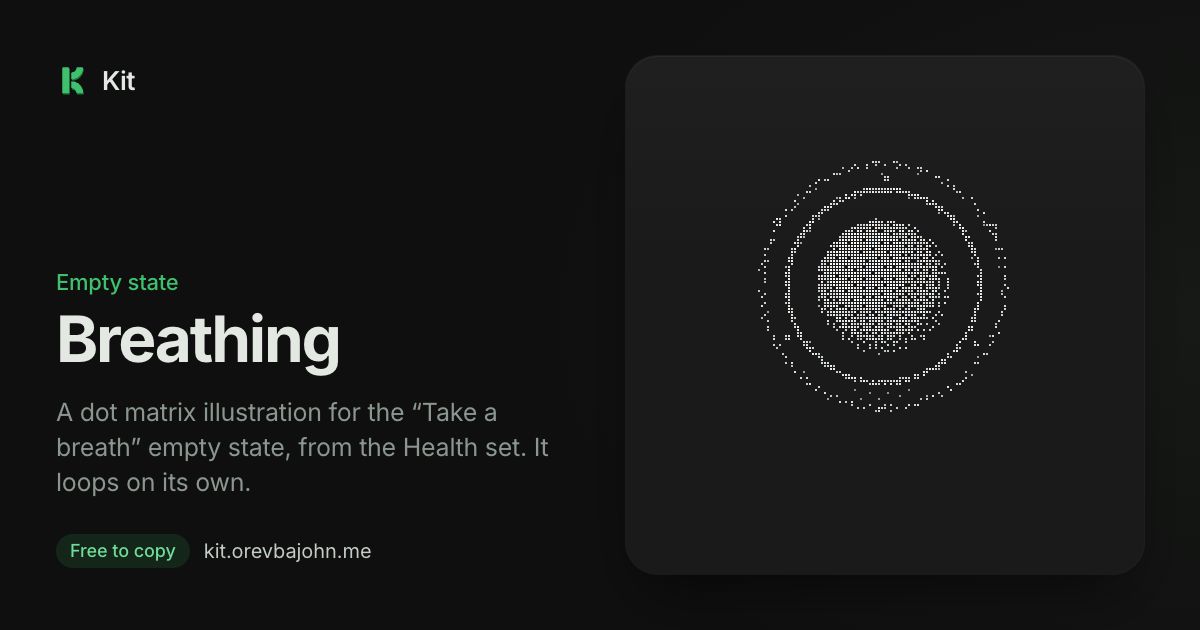 Kit
Empty state
Breathing
A dot matrix illustration for the “Take a
breath” empty state, from the Health set. It
loops on its own.
Free to copy
kit.orevbajohn.me